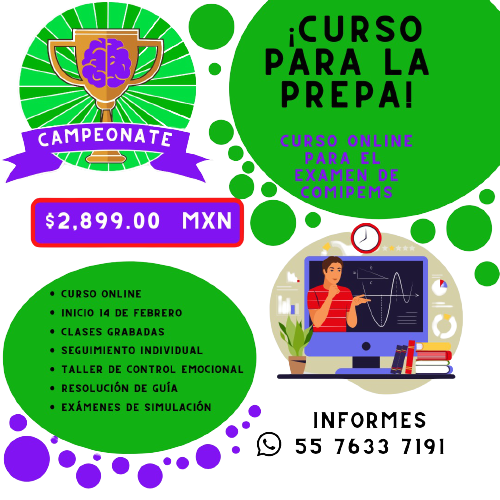 ¡CURSO
PARA LA
PREPA!
CAMPEONATE
CURSO ONLINE
PARA EL
EXAMEN DE
COMIPEMS
$2,899.00 MXN
• CURSO ONLINE
• INICIO 14 DE FEBRERO
• CLASES GRABADAS
• SEGUIMIENTO INDIVIDUAL
• TALLER DE CONTROL EMOCIONAL
• RESOLUCIÓN DE GUÍA
• EXÁMENES DE SIMULACIÓN
INFORMES
55 7633 7191